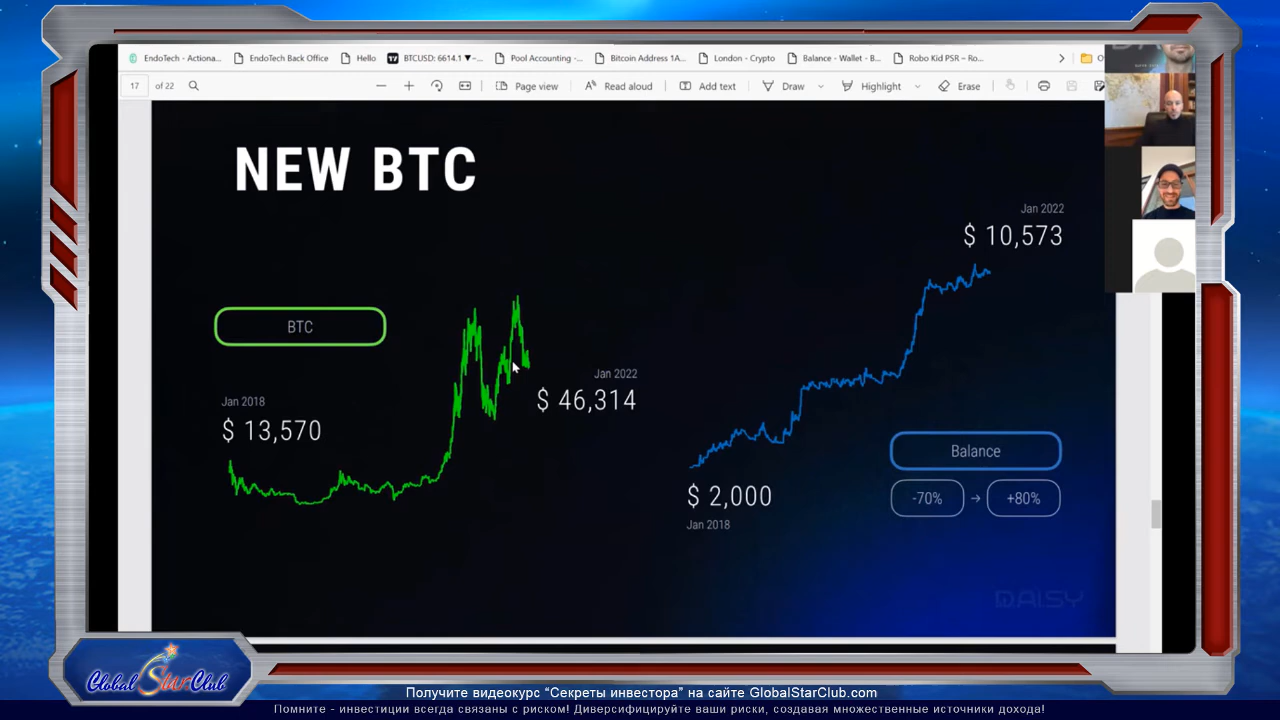 EndoTech - Actiona...
EndoTech Back Office
Hello
BTCUSD: 6614.1 ▼−...
Pool Accounting -...
Bitcoin Address 1A...
London - Crypto
Balance - Wallet - B...
Robo Kid PSR – Ro...
17 of 22
Page view
Read aloud
Add text
Draw
Highlight
Erase
NEW BTC
Jan 2022
$ 10,573
BTC
Jan 2022
$ 46,314
Jan 2018
$ 13,570
Balance
-70% → +80%
$ 2,000
Jan 2018
DAISY
Global Star Club
Получите видеокурс “Секреты инвестора” на сайте GlobalStarClub.com
Помните - инвестиции всегда связаны с риском! Диверсифицируйте ваши риски, создавая множественные источники дохода!